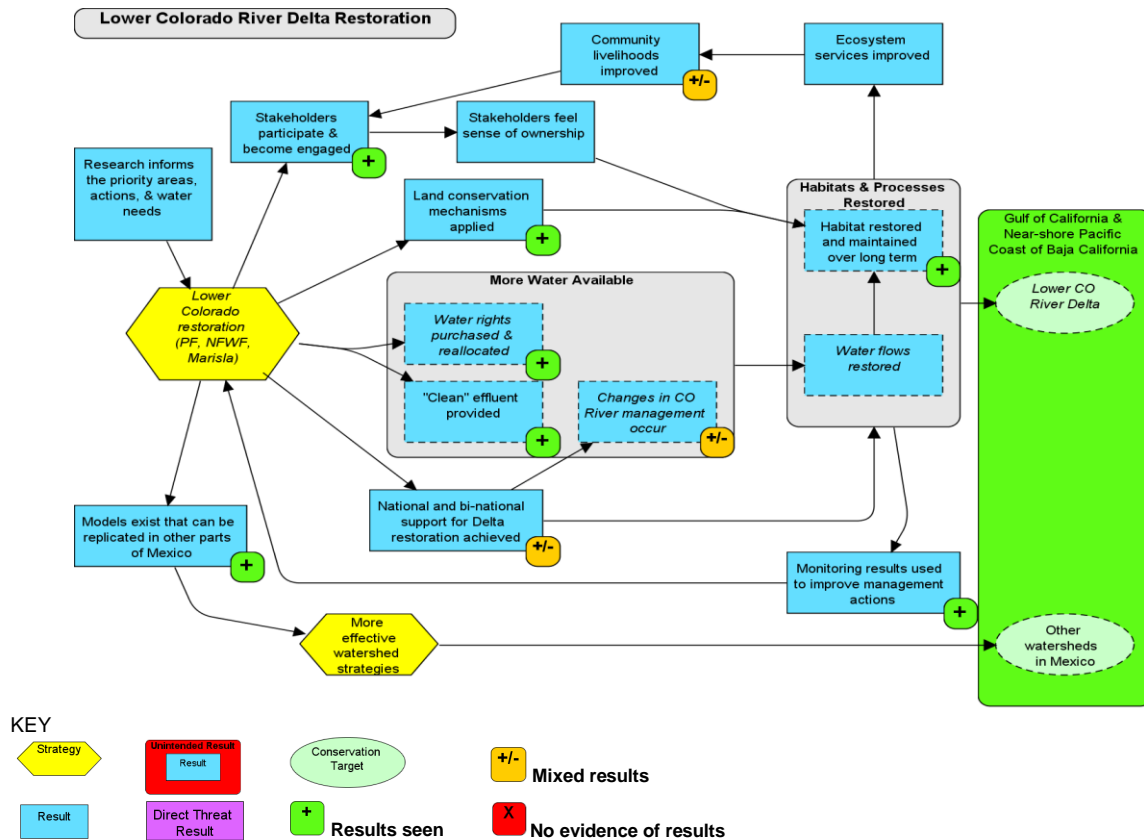 Lower Colorado River Delta Restoration
Community
livelihoods
improved
+/-
Ecosystem
services improved
Stakeholders
participate &
become engaged
+
Stakeholders feel
sense of ownership
Research informs
the priority areas,
actions, & water
needs
Land conservation
mechanisms
applied
+
Habitats & Processes
Restored
Habitat restored
and maintained
over long term
+
Water flows
restored
Gulf of California &
Near-shore Pacific
Coast of Baja California
Lower CO
River Delta
Other
watersheds
in Mexico
Lower
Colorado
restoration
(PF, NFWF,
Marisla)
More Water Available
Water rights
purchased &
reallocated
+
"Clean" effluent
provided
+
Changes in CO
River management
occur
+/-
National and bi-national
support for Delta
restoration achieved
+/-
Models exist that can be
replicated in other parts
of Mexico
+
Monitoring results used
to improve management
actions
+
More
effective
watershed
strategies
KEY
Strategy
Unintended Result
Result
Conservation
Target
+/-
Mixed results
Result
Direct Threat
Result
+
Results seen
X
No evidence of results